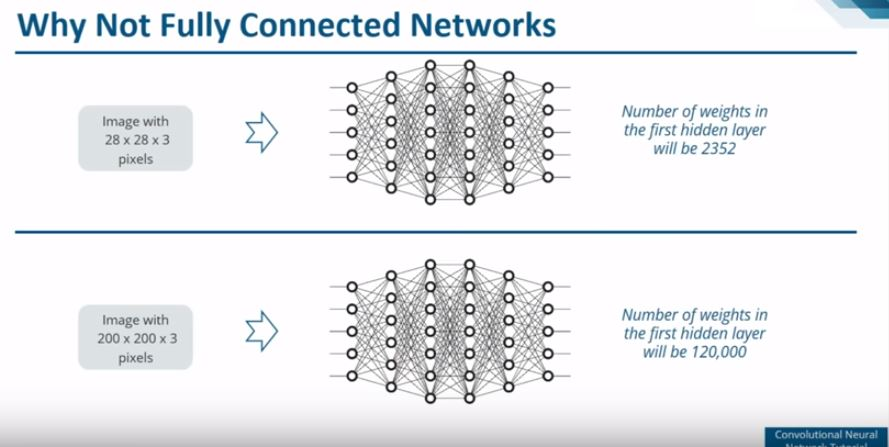 Why Not Fully Connected Networks
Image with
28 x 28 x 3
pixels
Number of weights in
the first hidden layer
will be 2352
Image with
200 x 200 x 3
pixels
Number of weights in
the first hidden layer
will be 120,000
Convolutional Neural
Network Tutorial